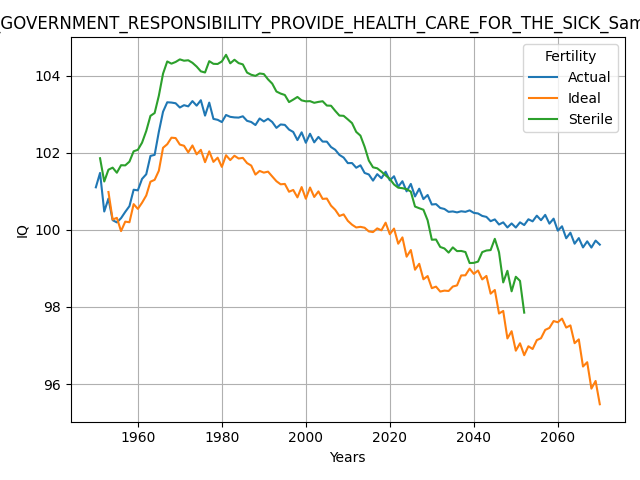 _GOVERNMENT_RESPONSIBILITY_PROVIDE_HEALTH_CARE_FOR_THE_SICK_Sam
Fertility
Actual
Ideal
Sterile
104
102
100
98
96
IQ
1960
1980
2000
2020
2040
2060
Years